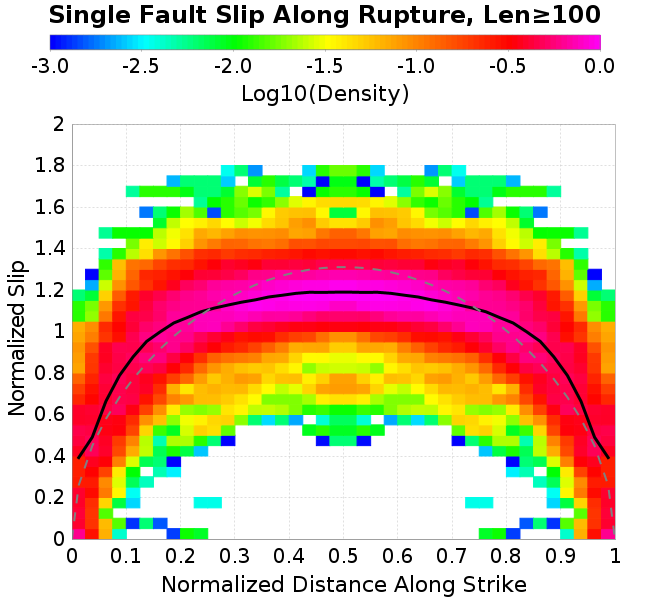 Single Fault Slip Along Rupture, Len≥100
-3.0 -2.5 -2.0 -1.5 -1.0 -0.5 0.0
Log10(Density)
2
1.8
1.6
1.4
1.2
1
0.8
0.6
0.4
0.2
0
Normalized Slip
0 0.1 0.2 0.3 0.4 0.5 0.6 0.7 0.8 0.9 1
Normalized Distance Along Strike